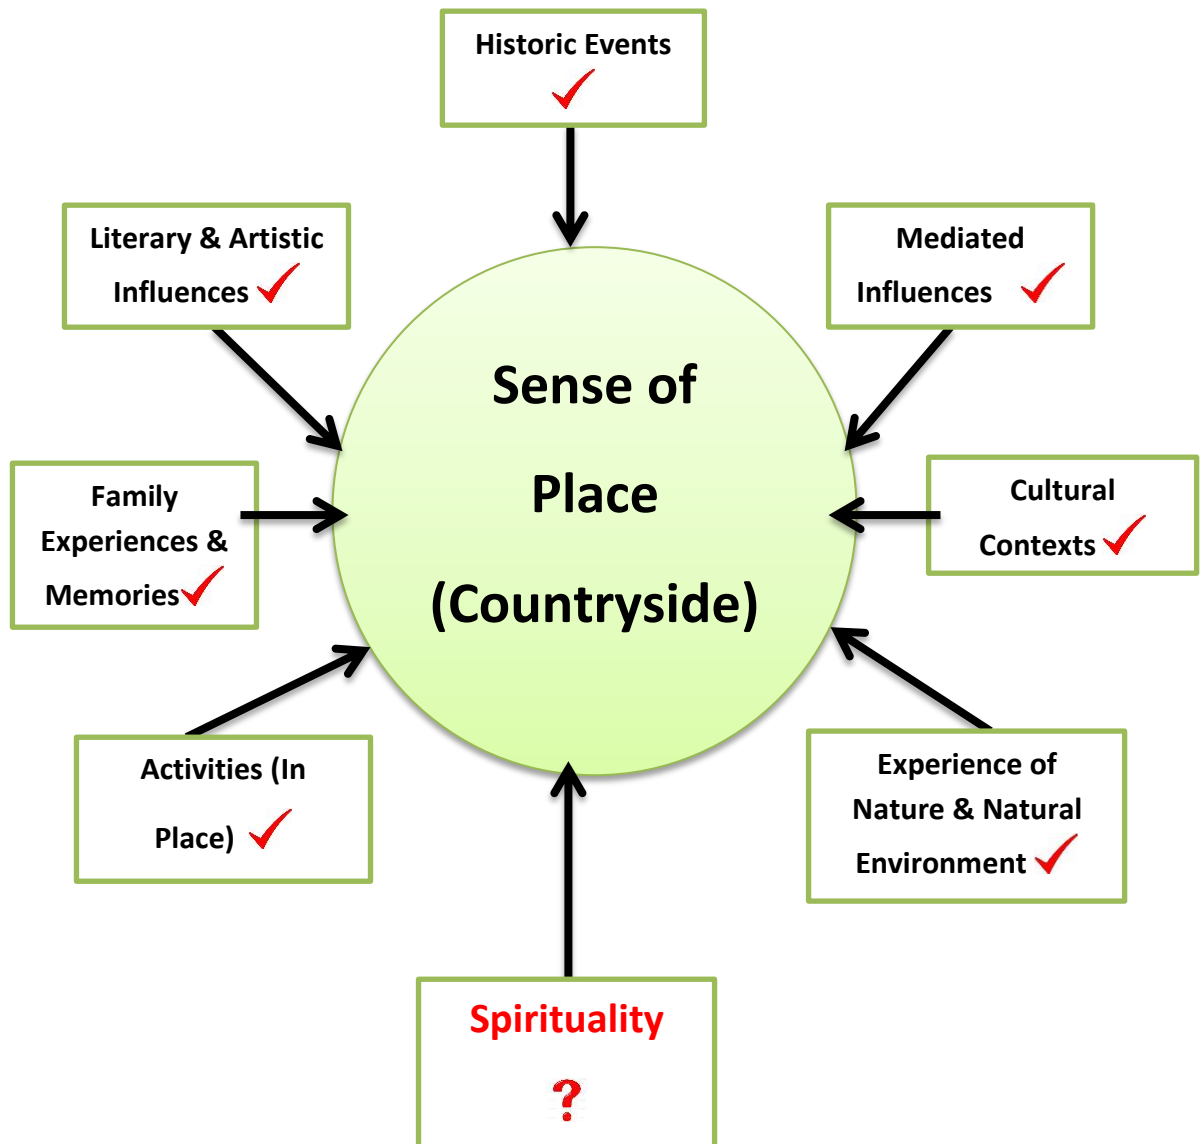 Historic Events
Literary & Artistic
Influences
Mediated
Influences
Sense of
Place
(Countryside)
Family
Experiences &
Memories
Cultural
Contexts
Activities (In
Place)
Experience of
Nature & Natural
Environment
Spirituality
?